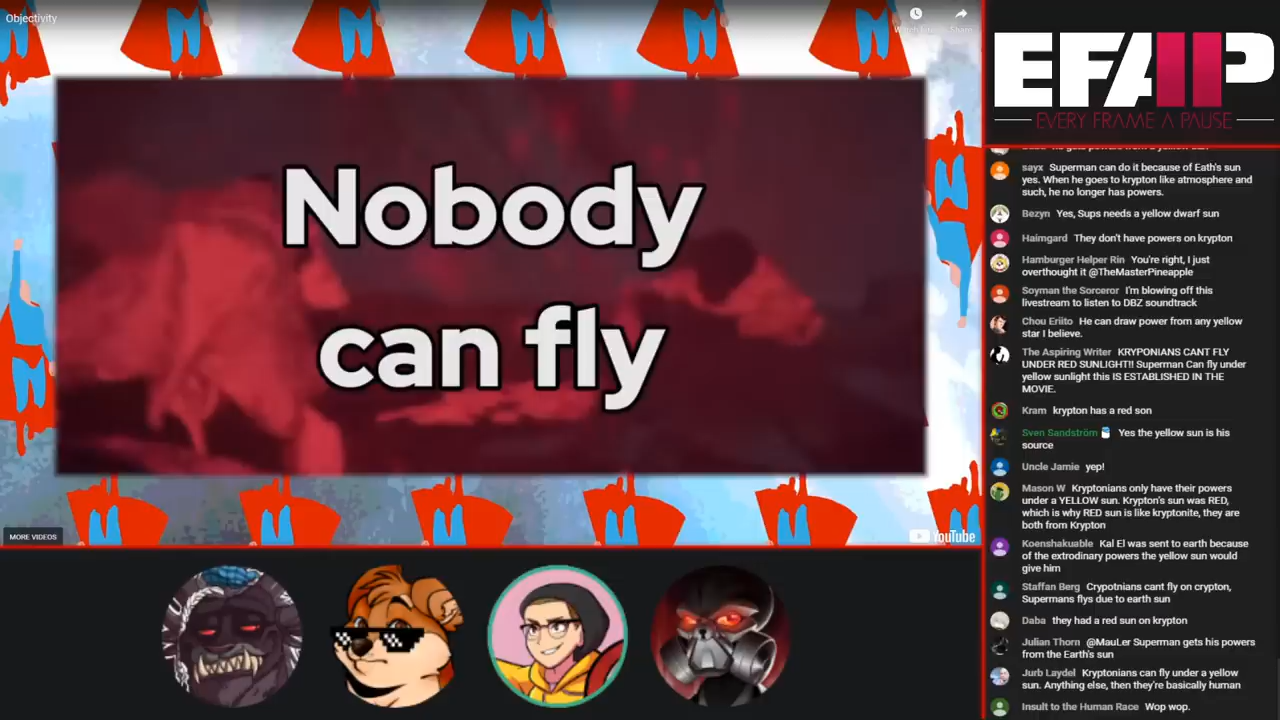 Objectivity
Share
Nobody
can fly
MORE VIDEOS
YouTube
EFAP
EVERY FRAME A PAUSE
sayx Superman can do it because of Eath's sun
yes. When he goes to krypton like atmosphere and
such, he no longer has powers.
Bezyn Yes, Sups needs a yellow dwarf sun
Haimgard They don't have powers on krypton
Hamburger Helper Rin You're right, I just
overthought it @TheMasterPineapple
Soyman the Sorceror I'm blowing off this
livestream to listen to DBZ soundtrack
Chou Eriito He can draw power from any yellow
star I believe.
The Aspiring Writer KRYPONIANS CANT FLY
UNDER RED SUNLIGHT!! Superman Can fly under
yellow sunlight this IS ESTABLISHED IN THE
MOVIE.
Kram krypton has a red son
Sven Sandström Yes the yellow sun is his
source
Uncle Jamie yep!
Mason W Kryptonians only have their powers
under a YELLOW sun. Krypton's sun was RED,
which is why RED sun is like kryptonite, they are
both from Krypton
Koenshakuable Kal El was sent to earth because
of the extrodinary powers the yellow sun would
give him
Staffan Berg Crypotnians cant fly on crypton,
Supermans flys due to earth sun
Daba they had a red sun on krypton
Julian Thorn @MauLer Superman gets his powers
from the Earth's sun
Jurb Laydel Kryptonians can fly under a yellow
sun. Anything else, then they're basically human
Insult to the Human Race Wop wop.